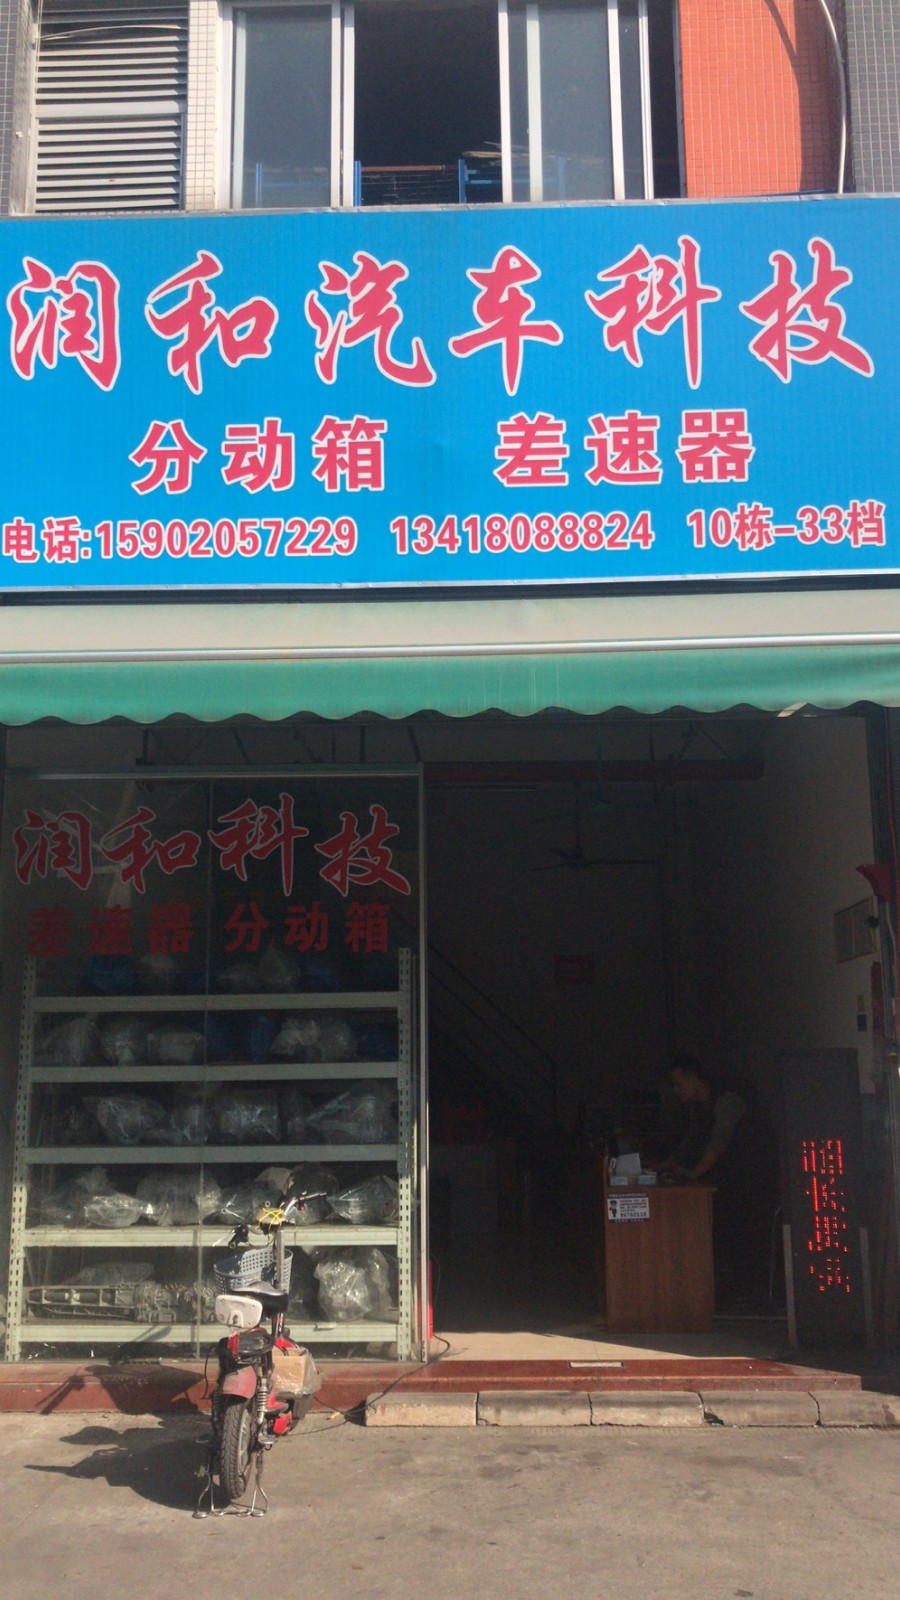 润和汽车科技
分动箱 差速器
电话:15902057229 13418088824 10栋-33档
润和科技
差速器 分动箱